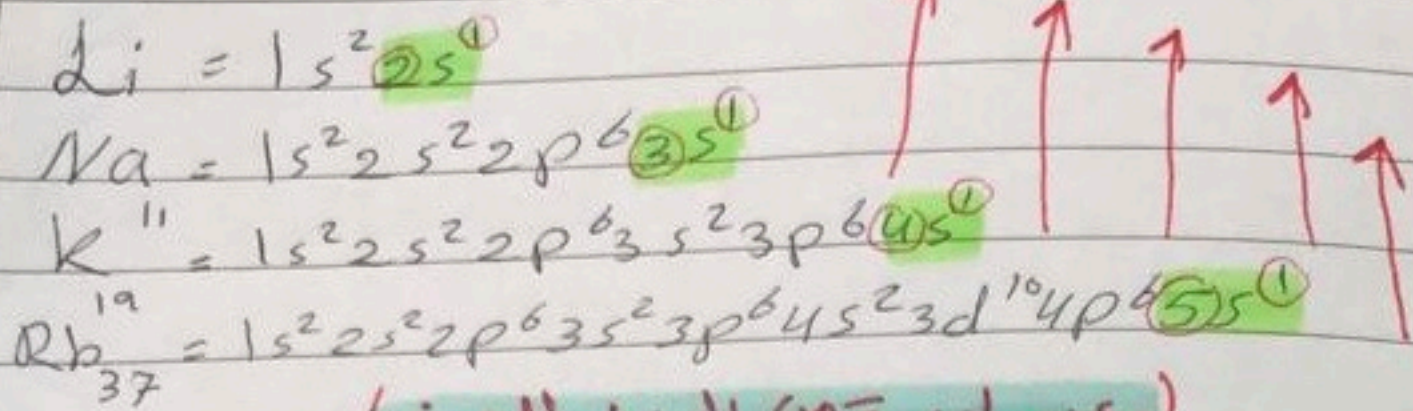 Li = 1s² 2s¹
Na = 1s² 2s² 2p⁶ 3s¹
11
K = 1s² 2s² 2p⁶ 3s² 3p⁶ 4s¹
19
Rb = 1s² 2s² 2p⁶ 3s² 3p⁶ 4s² 3d¹⁰ 4p⁶ 5s¹
37